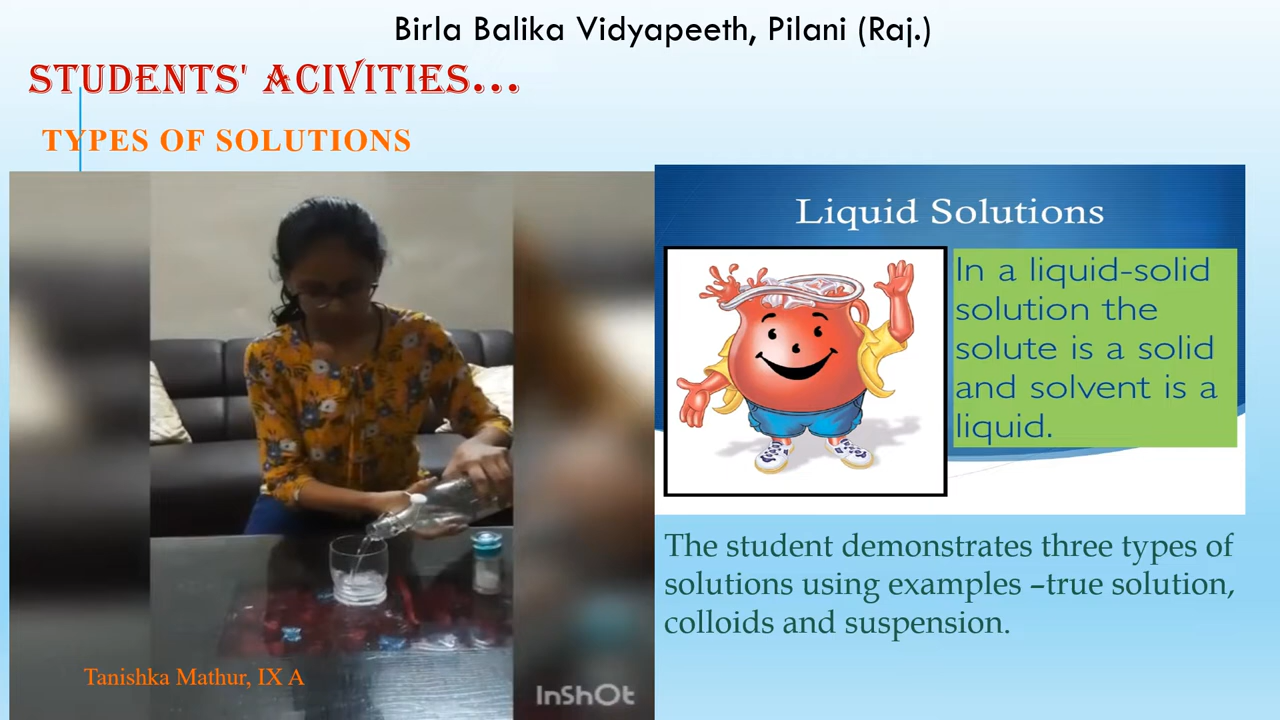 Birla Balika Vidyapeeth, Pilani (Raj.)
STUDENTS' ACIVITIES...
TYPES OF SOLUTIONS
Liquid Solutions
In a liquid-solid
solution the
solute is a solid
and solvent is a
liquid.
The student demonstrates three types of
solutions using examples –true solution,
colloids and suspension.
Tanishka Mathur, IX A
InShOt